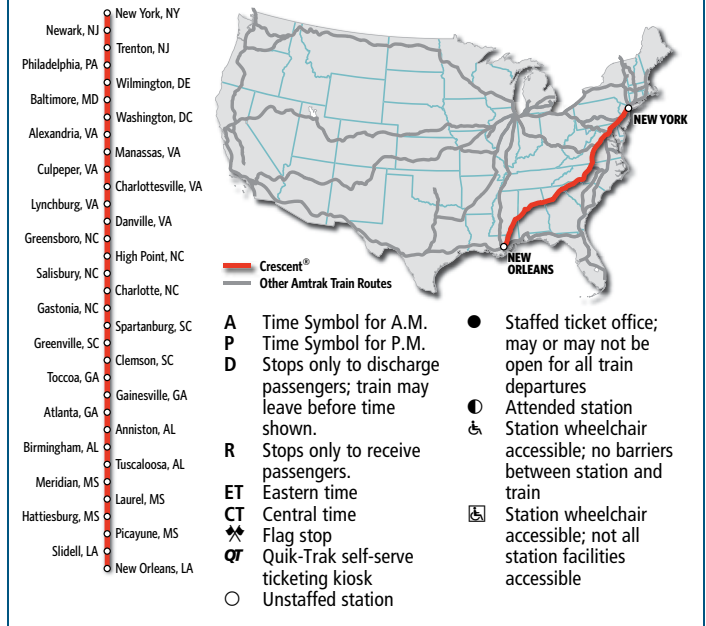 New York, NY
Newark, NJ
Trenton, NJ
Philadelphia, PA
Wilmington, DE
Baltimore, MD
Washington, DC
Alexandria, VA
Manassas, VA
Culpeper, VA
Charlottesville, VA
Lynchburg, VA
Danville, VA
Greensboro, NC
High Point, NC
Salisbury, NC
Charlotte, NC
Gastonia, NC
Spartanburg, SC
Greenville, SC
Clemson, SC
Toccoa, GA
Gainesville, GA
Atlanta, GA
Anniston, AL
Birmingham, AL
Tuscaloosa, AL
Meridian, MS
Laurel, MS
Hattiesburg, MS
Picayune, MS
Slidell, LA
New Orleans, LA
NEW YORK
NEW
ORLEANS
Crescent®
Other Amtrak Train Routes
A Time Symbol for A.M.
P Time Symbol for P.M.
D Stops only to discharge
passengers; train may
leave before time
shown.
R Stops only to receive
passengers.
ET Eastern time
CT Central time
Flag stop
QT Quik-Trak self-serve
ticketing kiosk
○ Unstaffed station
● Staffed ticket office;
may or may not be
open for all train
departures
◐ Attended station
♿ Station wheelchair
accessible; no barriers
between station and
train
♿ Station wheelchair
accessible; not all
station facilities
accessible